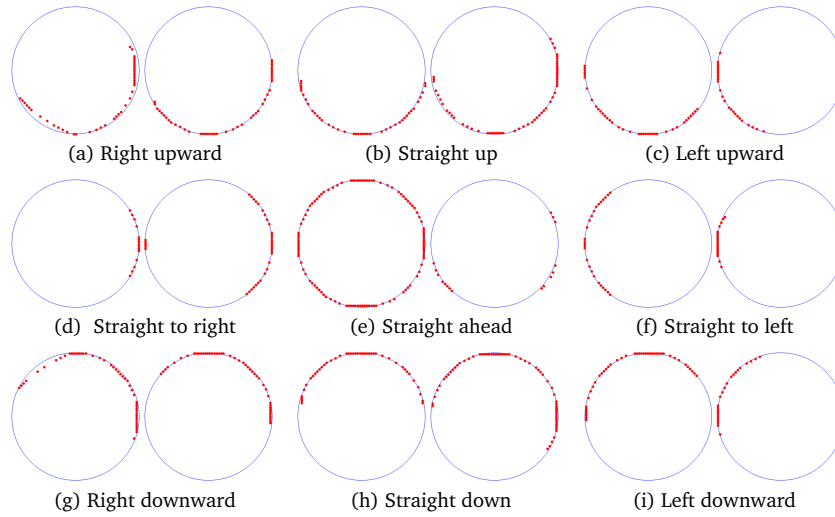 (a) Right upward
(b) Straight up
(c) Left upward
(d) Straight to right
(e) Straight ahead
(f) Straight to left
(g) Right downward
(h) Straight down
(i) Left downward